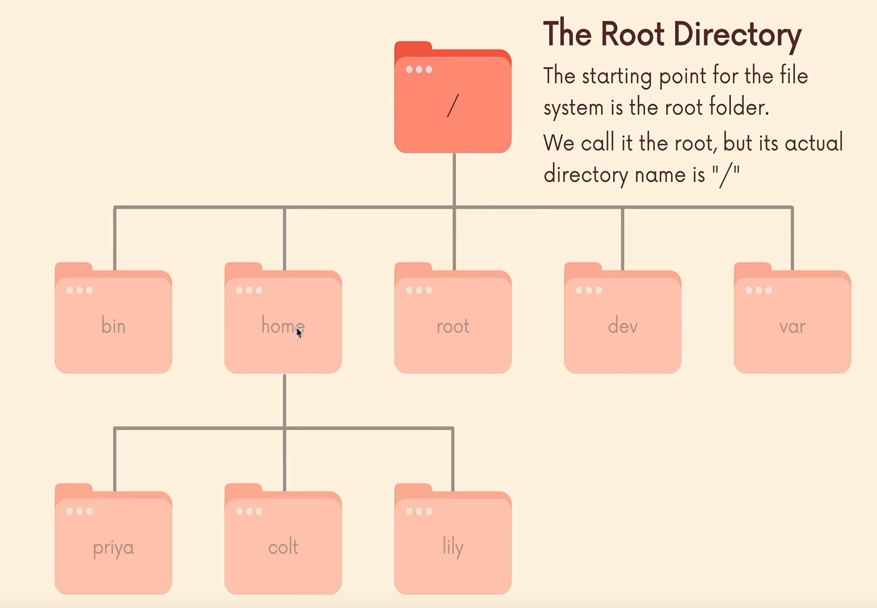 The Root Directory
The starting point for the file
system is the root folder.
We call it the root, but its actual
directory name is "/"
/
bin
home
root
dev
var
priya
colt
lily